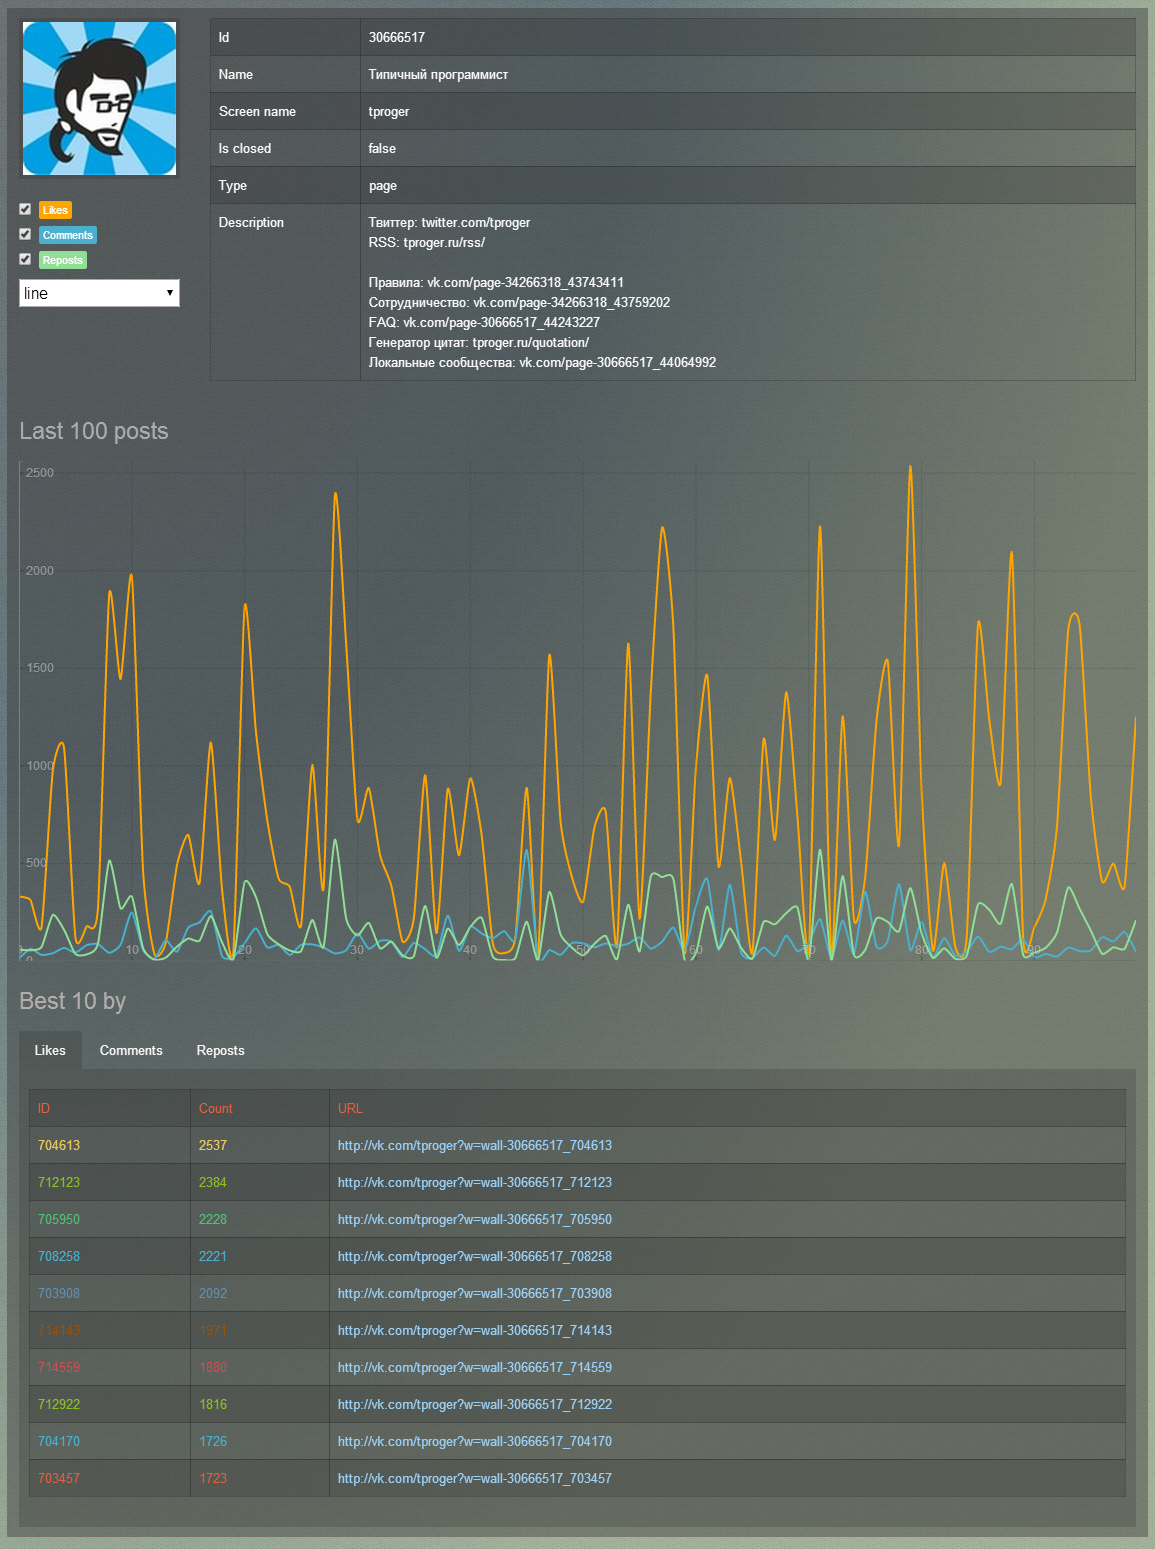 Id 30666517
Name Типичный программист
Screen name tproger
Is closed false
Type page
Description Твиттер: twitter.com/tproger
RSS: tproger.ru/rss/
Правила: vk.com/page-34266318_43743411
Сотрудничество: vk.com/page-34266318_43759202
FAQ: vk.com/page-30666517_44243227
Генератор цитат: tproger.ru/quotation/
Локальные сообщества: vk.com/page-30666517_44064992
Likes
Comments
Reposts
line
Last 100 posts
2500
2000
1500
1000
500
0
0 10 20 30 40 50 60 70 80 90
Best 10 by
Likes Comments Reposts
ID Count URL
704613 2537 http://vk.com/tproger?w=wall-30666517_704613
712123 2384 http://vk.com/tproger?w=wall-30666517_712123
705950 2228 http://vk.com/tproger?w=wall-30666517_705950
708258 2221 http://vk.com/tproger?w=wall-30666517_708258
703908 2092 http://vk.com/tproger?w=wall-30666517_703908
714143 1971 http://vk.com/tproger?w=wall-30666517_714143
714559 1880 http://vk.com/tproger?w=wall-30666517_714559
712922 1816 http://vk.com/tproger?w=wall-30666517_712922
704170 1726 http://vk.com/tproger?w=wall-30666517_704170
703457 1723 http://vk.com/tproger?w=wall-30666517_703457